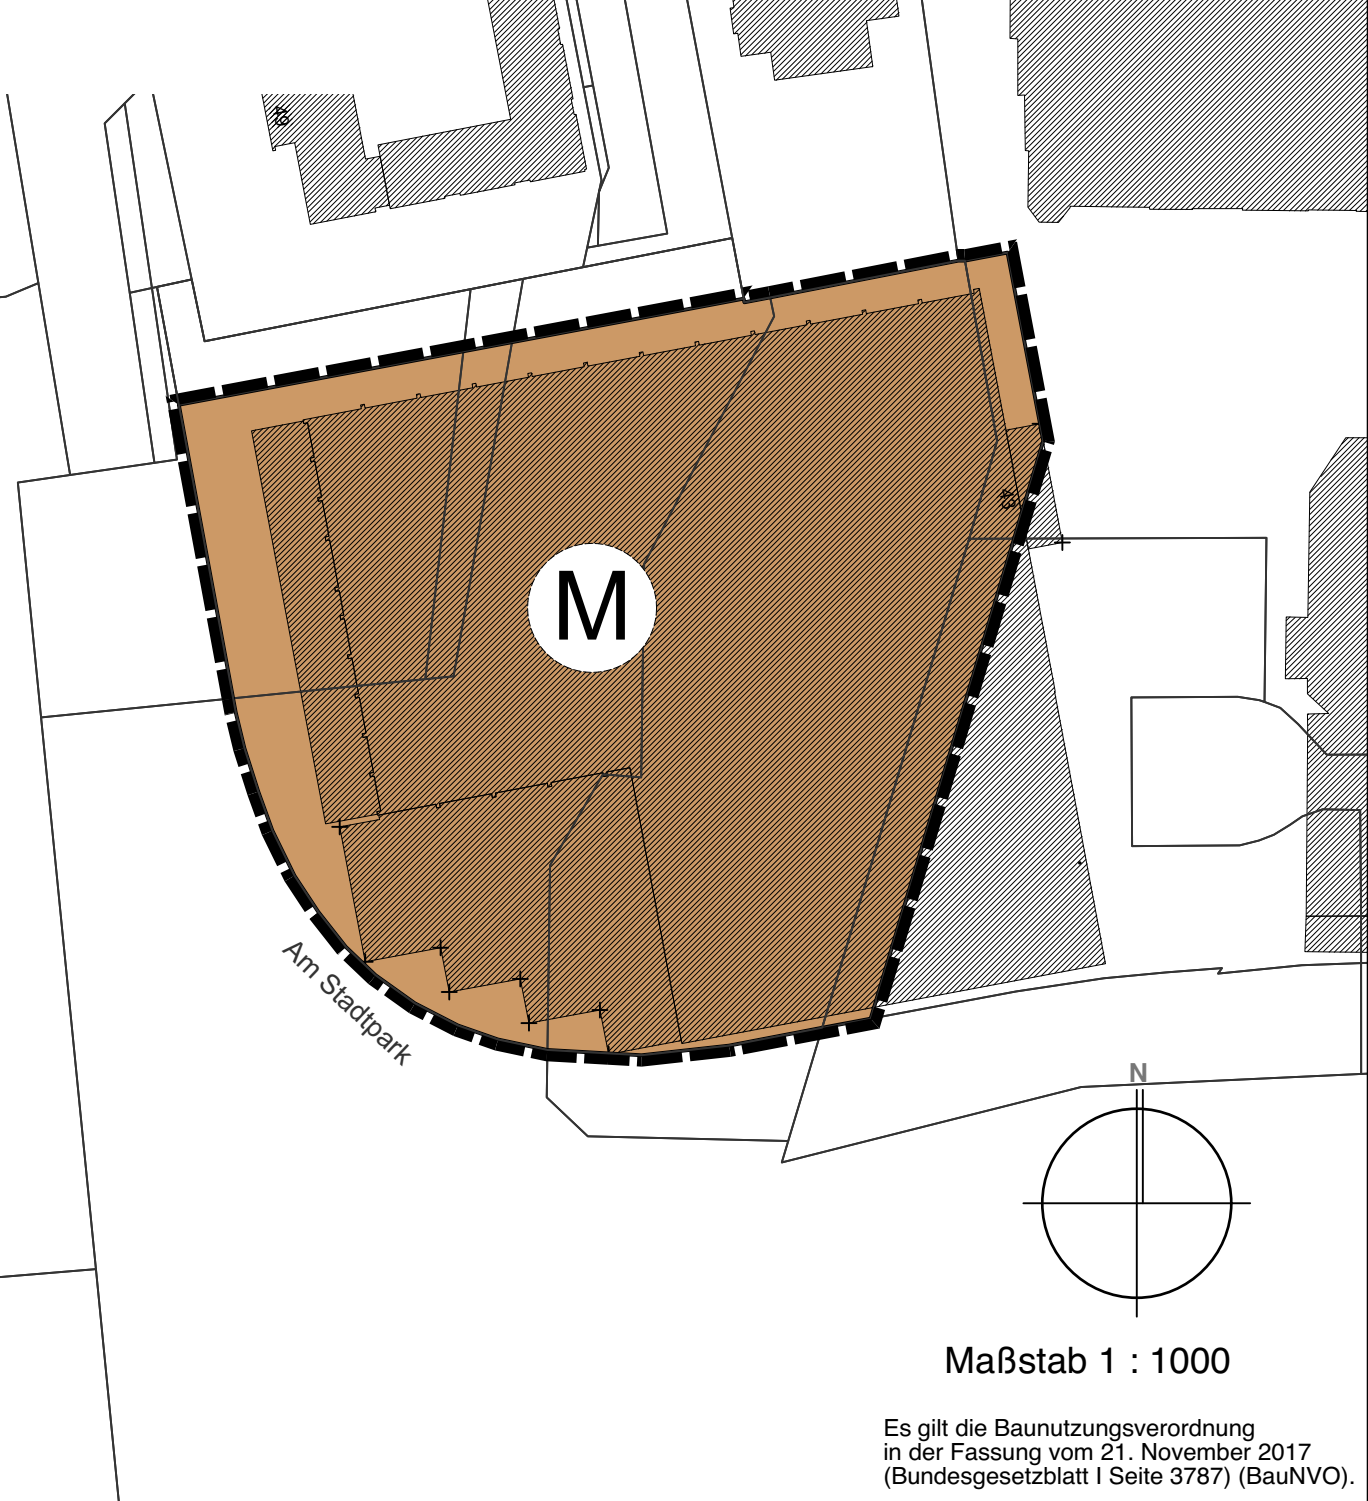 49
43
M
Am Stadtpark
N
Maßstab 1 : 1000
Es gilt die Baunutzungsverordnung
in der Fassung vom 21. November 2017
(Bundesgesetzblatt I Seite 3787) (BauNVO).